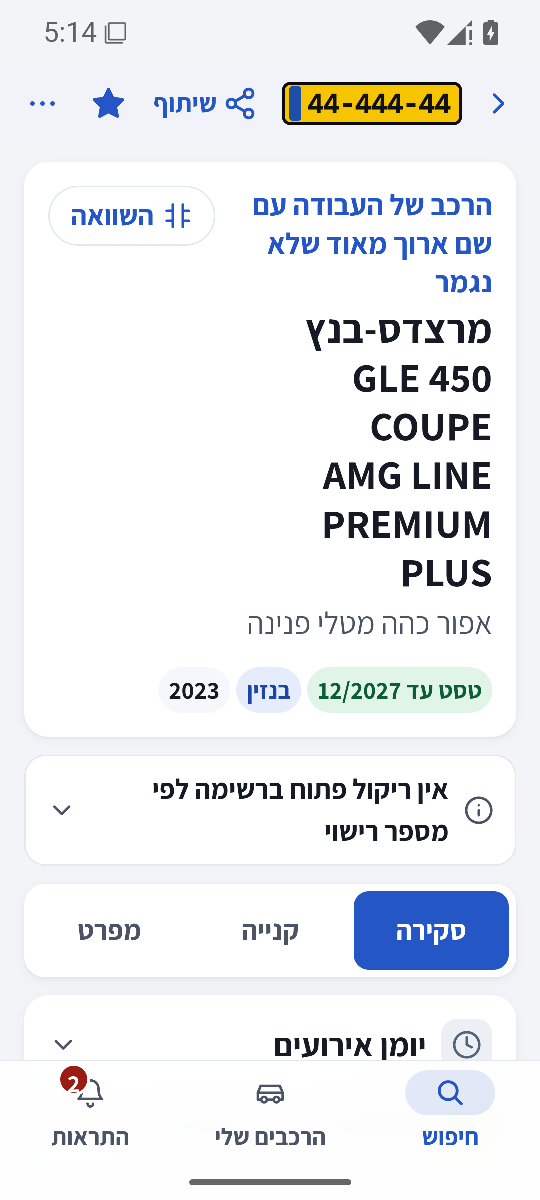 5:14
44-444-44
שיתוף
הרכב של העבודה עם
שם ארוך מאוד שלא
נגמר
השוואה
מרצדס-בנץ
GLE 450
COUPE
AMG LINE
PREMIUM
PLUS
אפור כהה מטלי פנינה
טסט עד 12/2027
בנזין
2023
אין ריקול פתוח ברשימה לפי
מספר רישוי
סקירה
קנייה
מפרט
יומן אירועים
חיפוש
הרכבים שלי
2
התראות